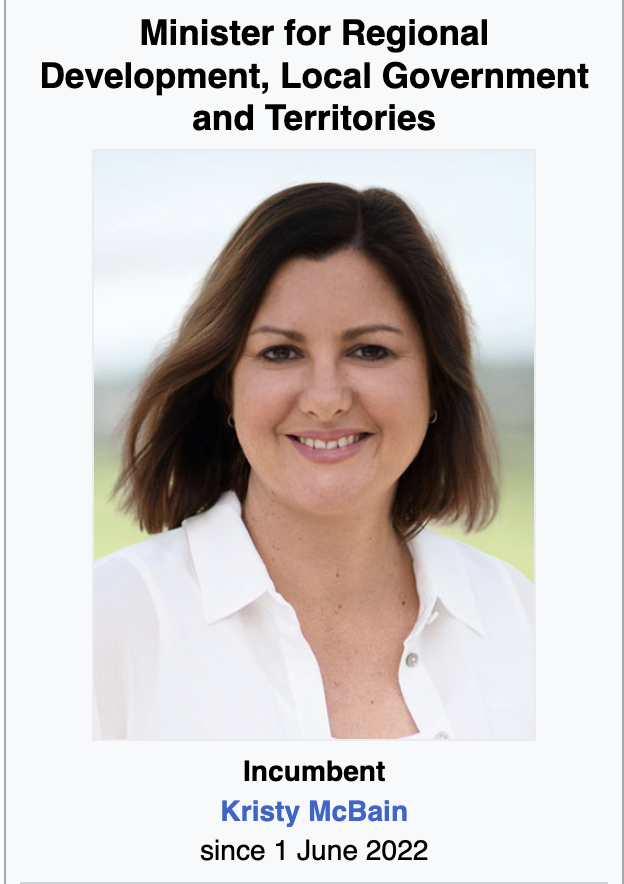 Minister for Regional
Development, Local Government
and Territories
Incumbent
Kristy McBain
since 1 June 2022